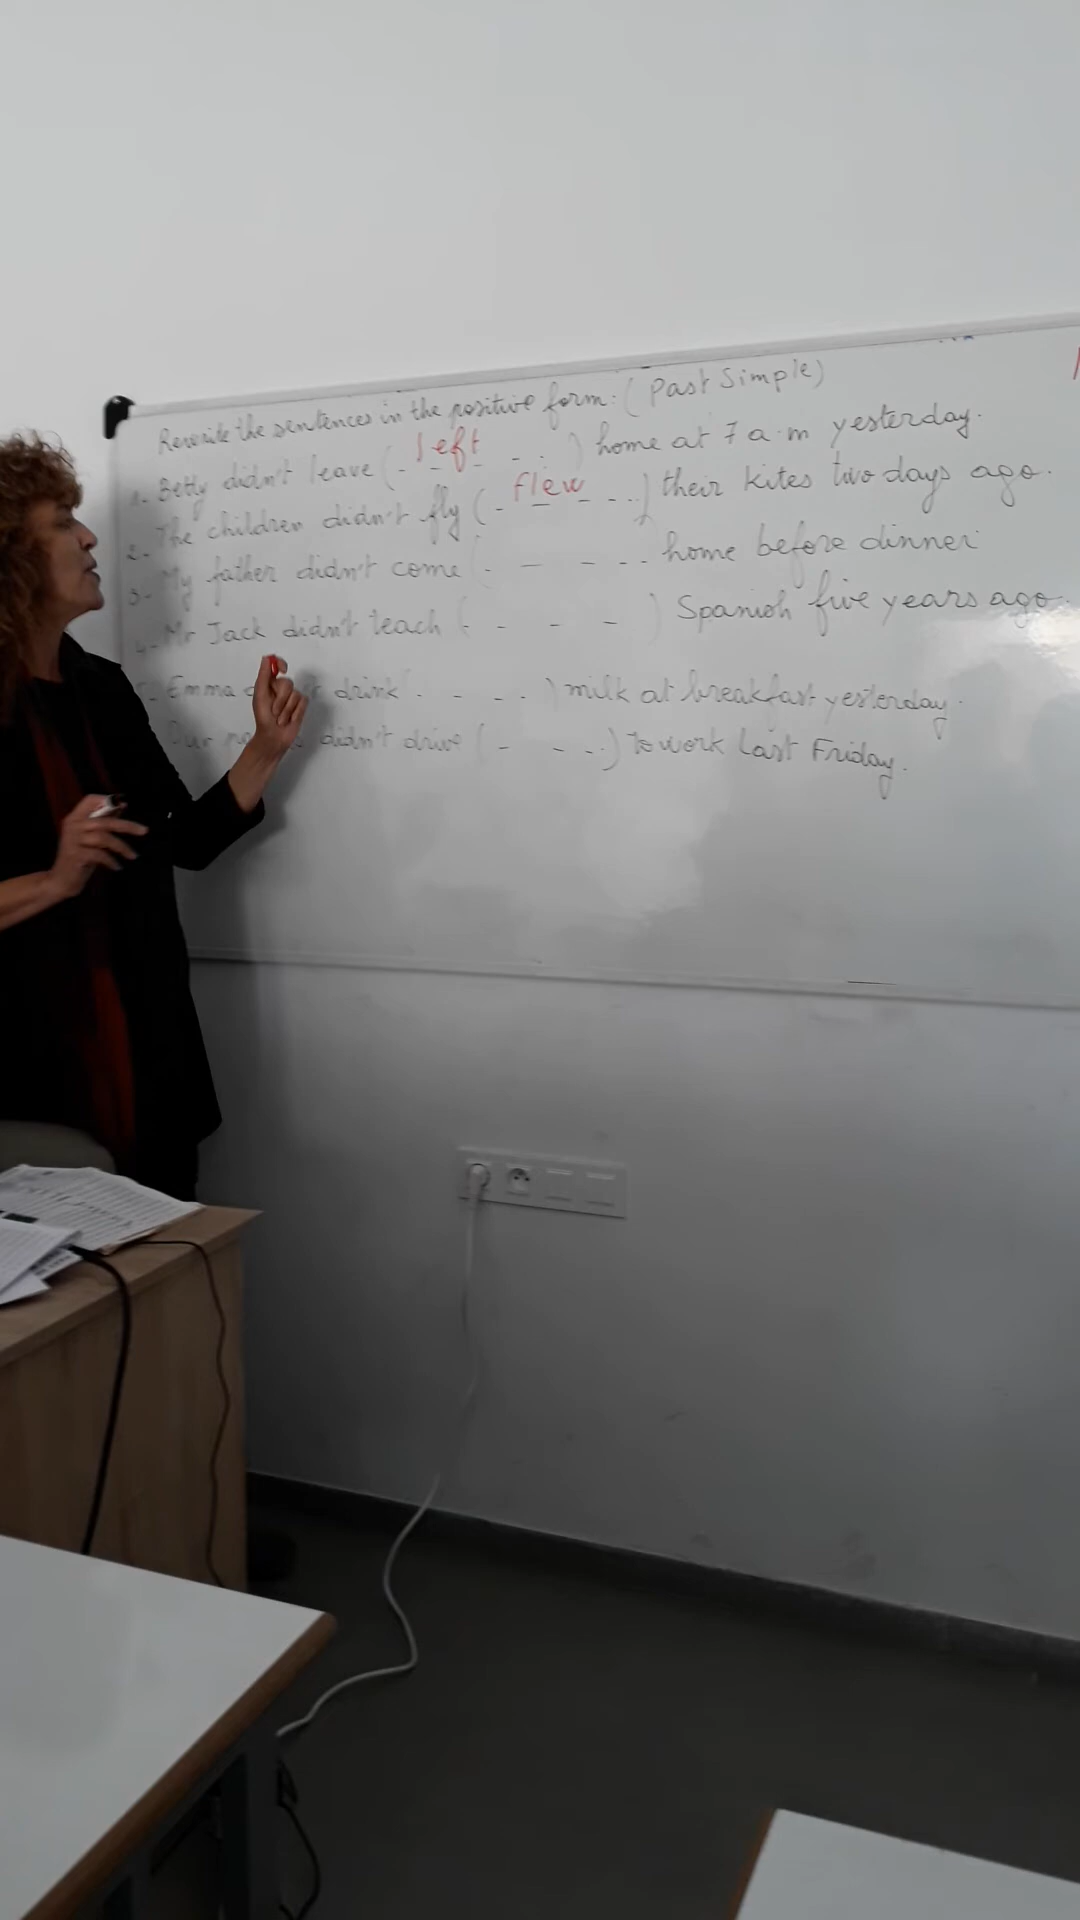 Rewrite the sentences in the positive form: (Past Simple)
1- Betty didn't leave (- left - . .) home at 7 a.m yesterday.
2- The children didn't fly (- flew - - ...) their kites two days ago.
3- My father didn't come (. - - - .. home before dinner
4- Mr Jack didn't teach (- - - - ) Spanish five years ago.
5- Emma drink (. - - . .) milk at breakfast yesterday.
Our didn't drive (- - - ..) to work last Friday.